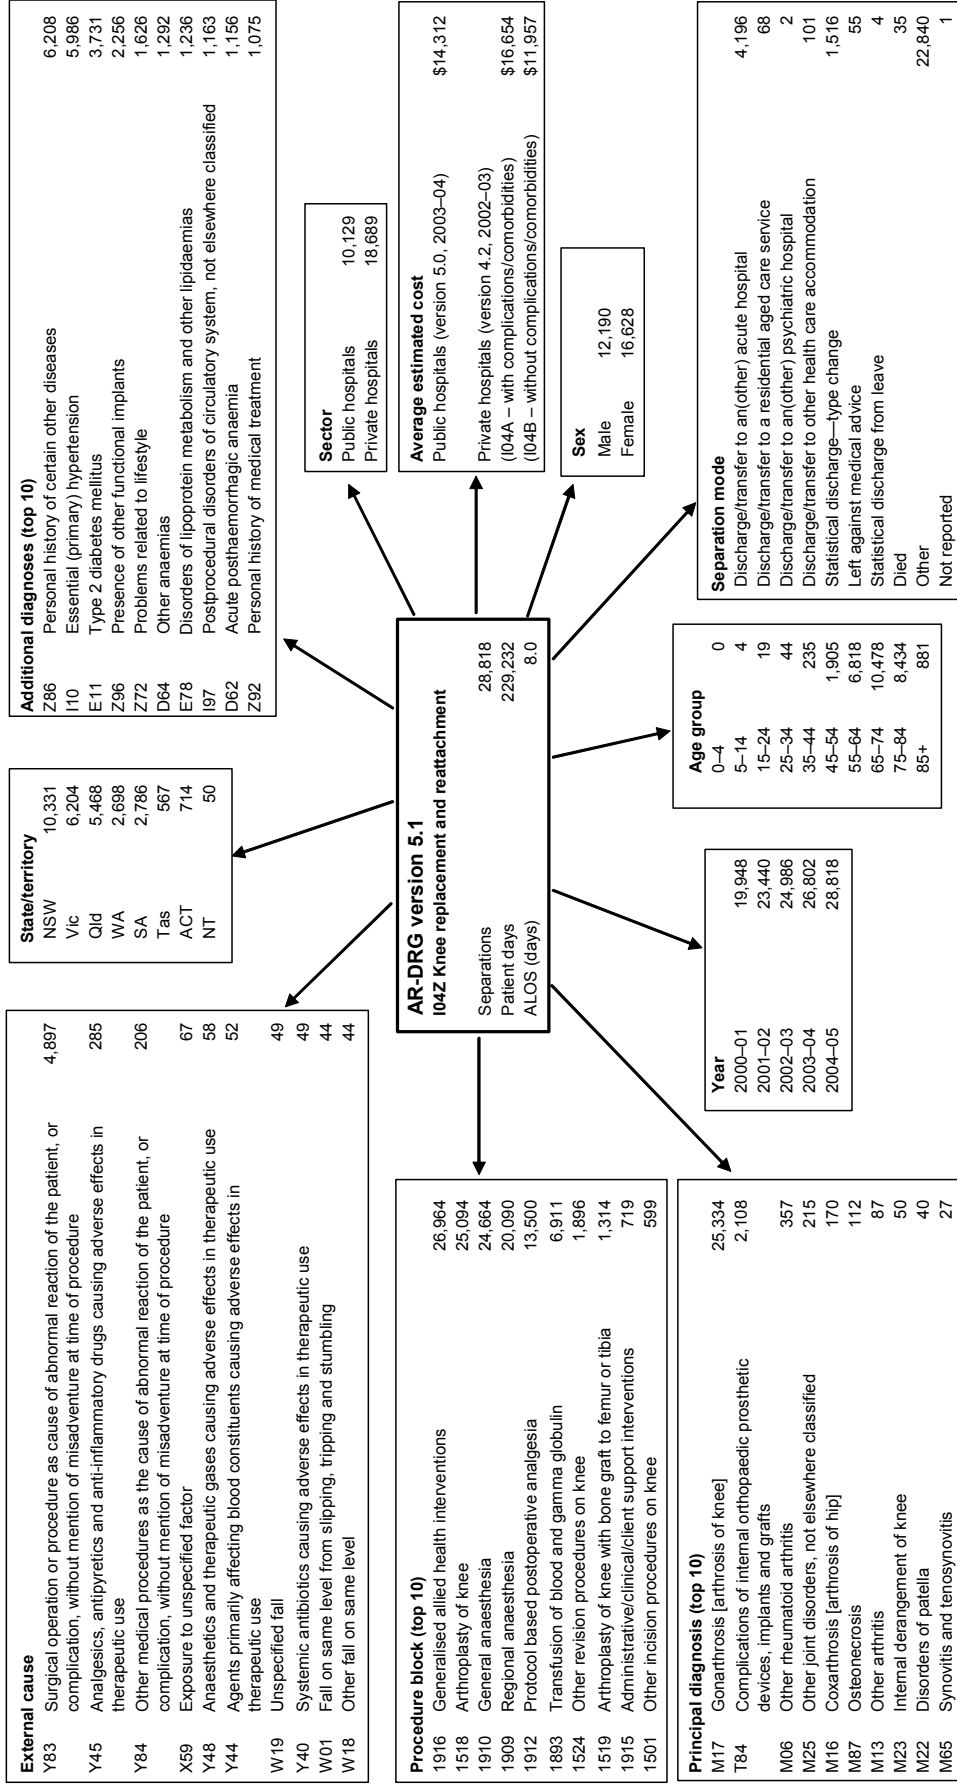 External cause
Y83 Surgical operation or procedure as cause of abnormal reaction of the patient, or 4,897
complication, without mention of misadventure at time of procedure
Y45 Analgesics, antipyretics and anti-inflammatory drugs causing adverse effects in 285
therapeutic use
Y84 Other medical procedures as the cause of abnormal reaction of the patient, or 206
complication, without mention of misadventure at time of procedure
X59 Exposure to unspecified factor 67
Y48 Anaesthetics and therapeutic gases causing adverse effects in therapeutic use 58
Y44 Agents primarily affecting blood constituents causing adverse effects in 52
therapeutic use
W19 Unspecified fall 49
Y40 Systemic antibiotics causing adverse effects in therapeutic use 49
W01 Fall on same level from slipping, tripping and stumbling 44
W18 Other fall on same level 44
State/territory
NSW 10,331
Vic 6,204
Qld 5,468
WA 2,698
SA 2,786
Tas 567
ACT 714
NT 50
Additional diagnoses (top 10)
Z86 Personal history of certain other diseases 6,208
I10 Essential (primary) hypertension 5,986
E11 Type 2 diabetes mellitus 3,731
Z96 Presence of other functional implants 2,256
Z72 Problems related to lifestyle 1,626
D64 Other anaemias 1,292
E78 Disorders of lipoprotein metabolism and other lipidaemias 1,236
I97 Postprocedural disorders of circulatory system, not elsewhere classified 1,163
D62 Acute posthaemorrhagic anaemia 1,156
Z92 Personal history of medical treatment 1,075
Procedure block (top 10)
1916 Generalised allied health interventions 26,964
1518 Arthroplasty of knee 25,094
1910 General anaesthesia 24,664
1909 Regional anaesthesia 20,090
1912 Protocol based postoperative analgesia 13,500
1893 Transfusion of blood and gamma globulin 6,911
1524 Other revision procedures on knee 1,896
1519 Arthroplasty of knee with bone graft to femur or tibia 1,314
1915 Administrative/clinical/client support interventions 719
1501 Other incision procedures on knee 599
AR-DRG version 5.1
I04Z Knee replacement and reattachment
Separations 28,818
Patient days 229,232
ALOS (days) 8.0
Sector
Public hospitals 10,129
Private hospitals 18,689
Average estimated cost
Public hospitals (version 5.0, 2003–04) $14,312
Private hospitals (version 4.2, 2002–03)
(I04A – with complications/comorbidities) $16,654
(I04B – without complications/comorbidities) $11,957
Sex
Male 12,190
Female 16,628
Principal diagnosis (top 10)
M17 Gonarthrosis [arthrosis of knee] 25,334
T84 Complications of internal orthopaedic prosthetic 2,108
devices, implants and grafts
M06 Other rheumatoid arthritis 357
M25 Other joint disorders, not elsewhere classified 215
M16 Coxarthrosis [arthrosis of hip] 170
M87 Osteonecrosis 112
M13 Other arthritis 87
M23 Internal derangement of knee 50
M22 Disorders of patella 40
M65 Synovitis and tenosynovitis 27
Year
2000–01 19,948
2001–02 23,440
2002–03 24,986
2003–04 26,802
2004–05 28,818
Age group
0–4 0
5–14 4
15–24 19
25–34 44
35–44 235
45–54 1,905
55–64 6,818
65–74 10,478
75–84 8,434
85+ 881
Separation mode
Discharge/transfer to an(other) acute hospital 4,196
Discharge/transfer to a residential aged care service 68
Discharge/transfer to an(other) psychiatric hospital 2
Discharge/transfer to other health care accommodation 101
Statistical discharge—type change 1,516
Left against medical advice 55
Statistical discharge from leave 4
Died 35
Other 22,840
Not reported 1